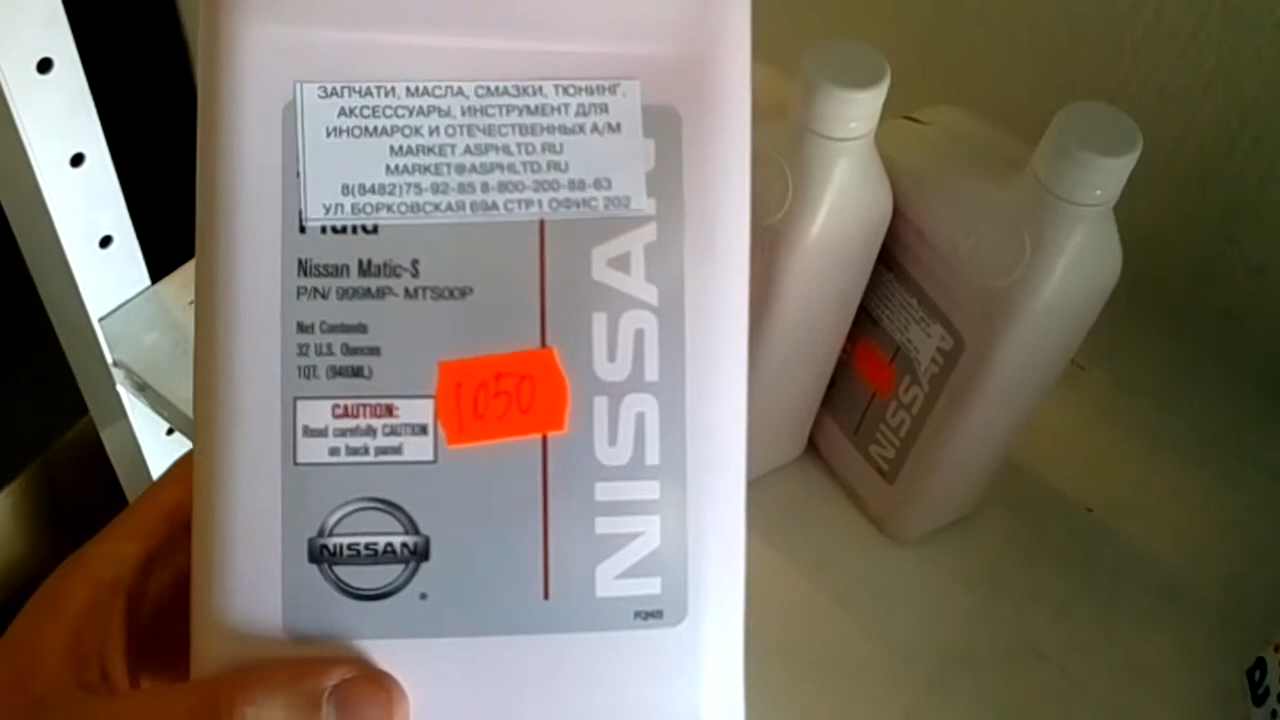 ЗАПЧАТИ, МАСЛА, СМАЗКИ, ТЮНИНГ,
АКСЕССУАРЫ, ИНСТРУМЕНТ ДЛЯ
ИНОМАРОК И ОТЕЧЕСТВЕННЫХ А/М
MARKET.ASPHLTD.RU
MARKET@ASPHLTD.RU
8(8482)75-92-85 8-800-200-88-63
УЛ.БОРКОВСКАЯ 69А СТР1 ОФИС 202
Fluid
Nissan Matic-S
P/N/ 999MP- MTS00P
Net Contents
32 U.S. Ounces
1QT. (946ML)
1050
CAUTION:
Read carefully CAUTION
on back panel
NISSAN
NISSAN
NISSAN